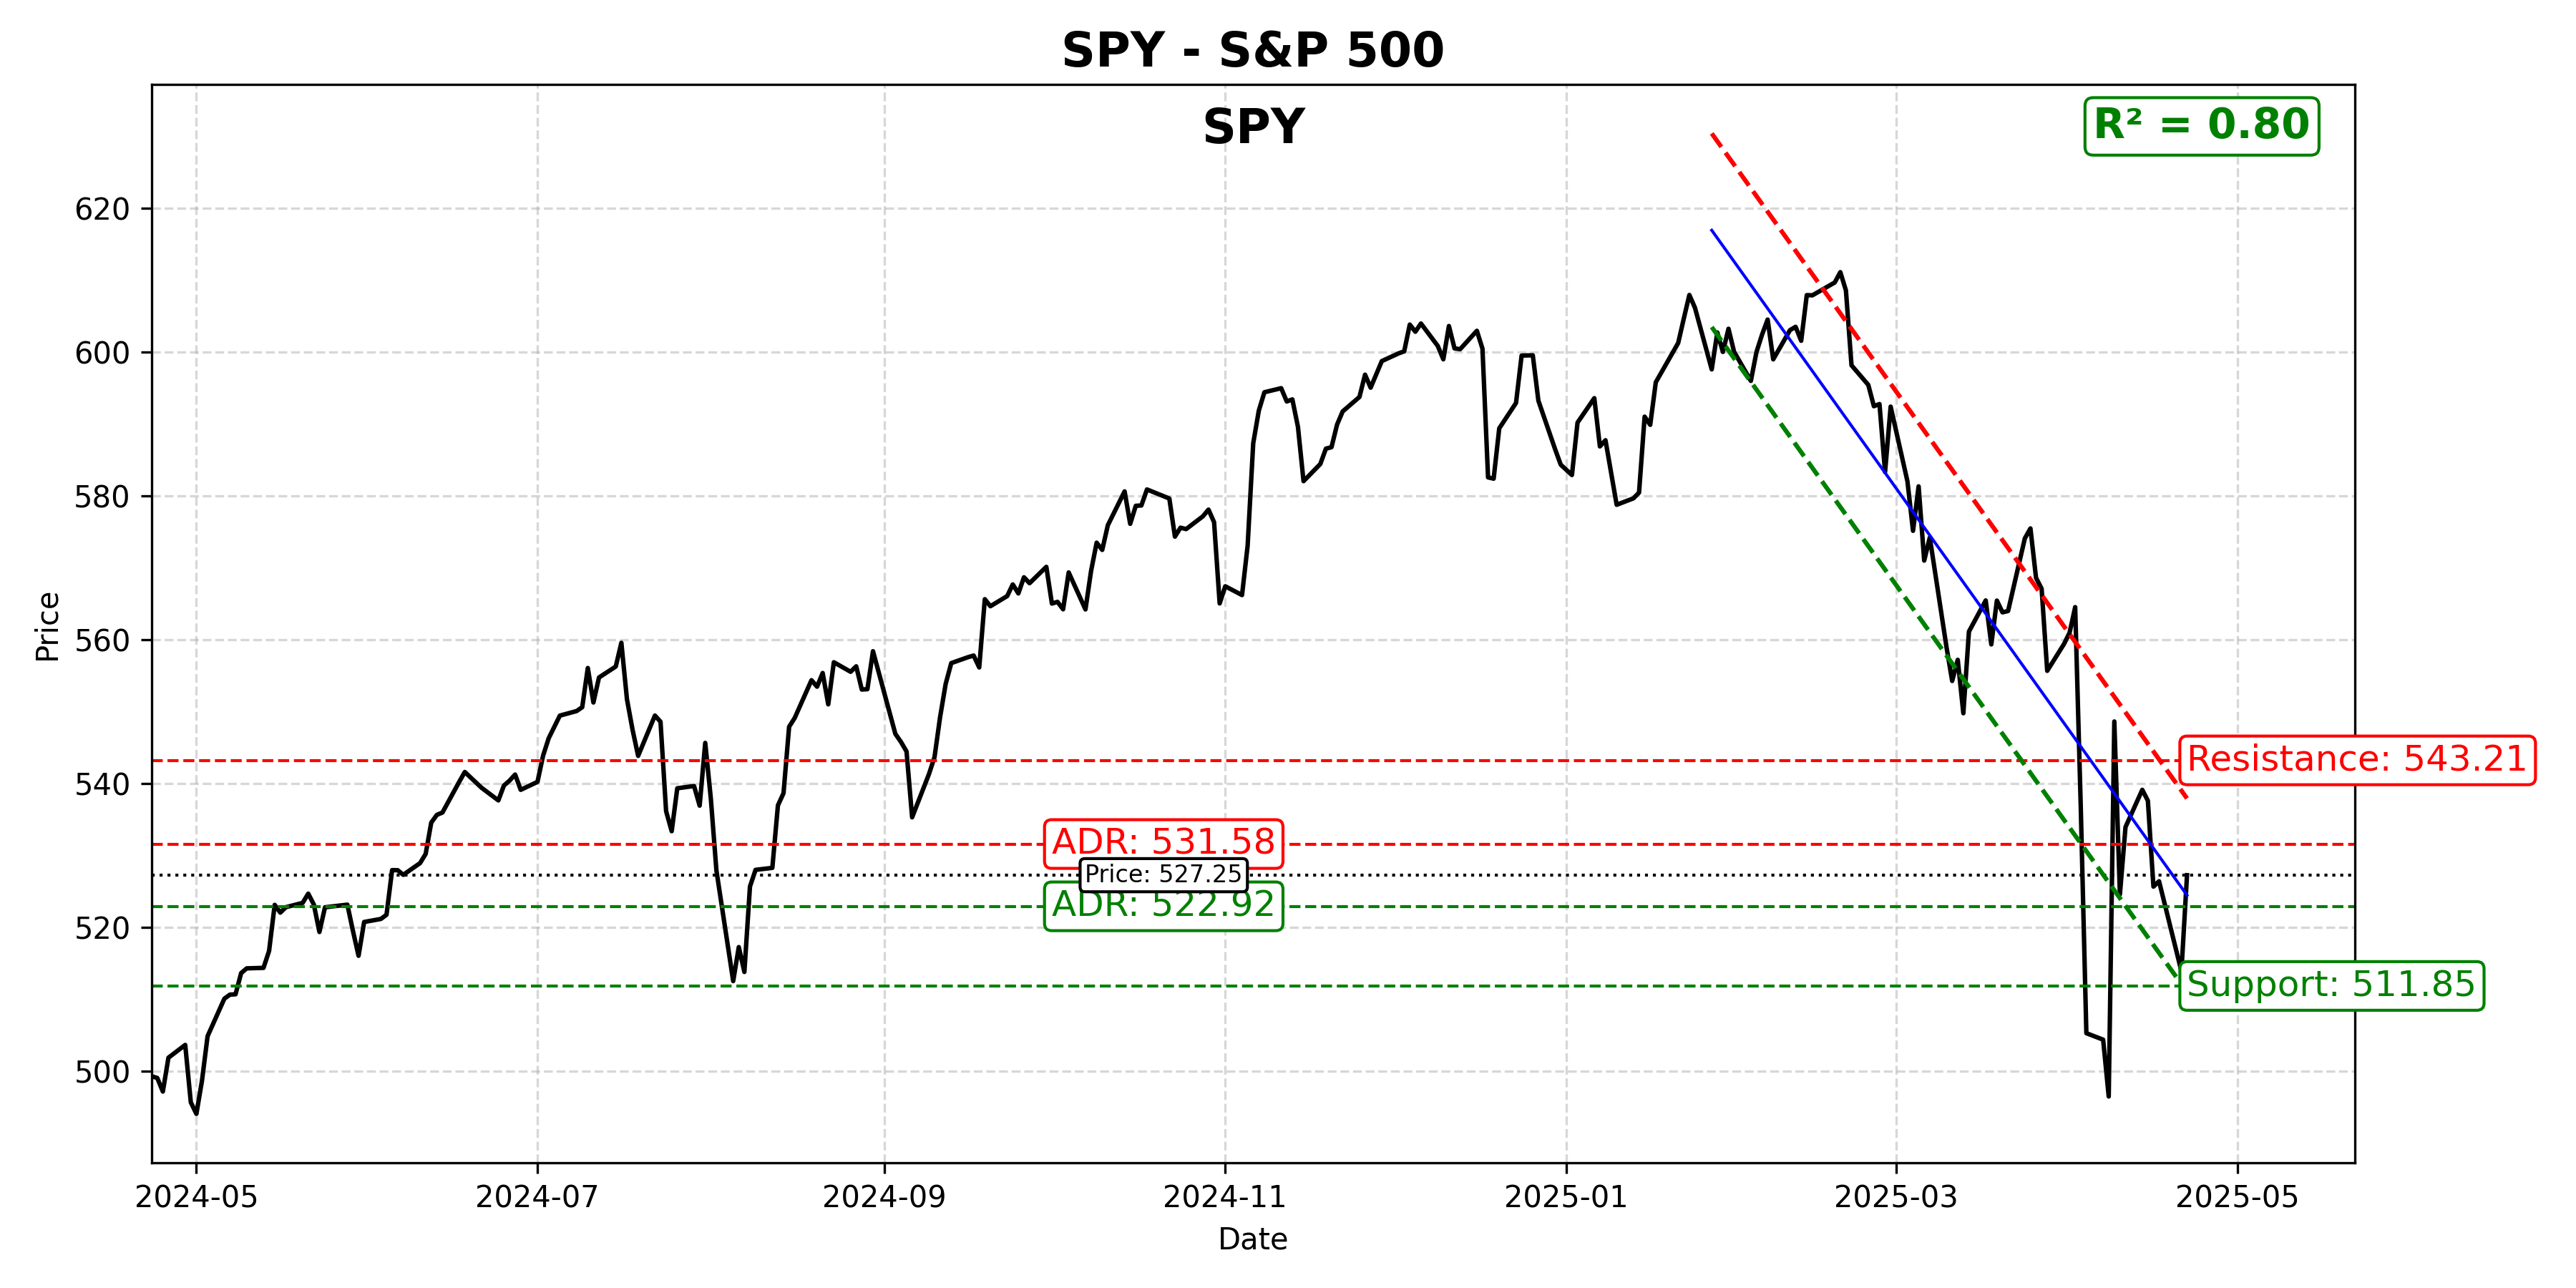 SPY - S&P 500
SPY
R² = 0.80
620
600
580
560
540
520
500
Price
Resistance: 543.21
ADR: 531.58
Price: 527.25
ADR: 522.92
Support: 511.85
2024-05
2024-07
2024-09
2024-11
2025-01
2025-03
2025-05
Date